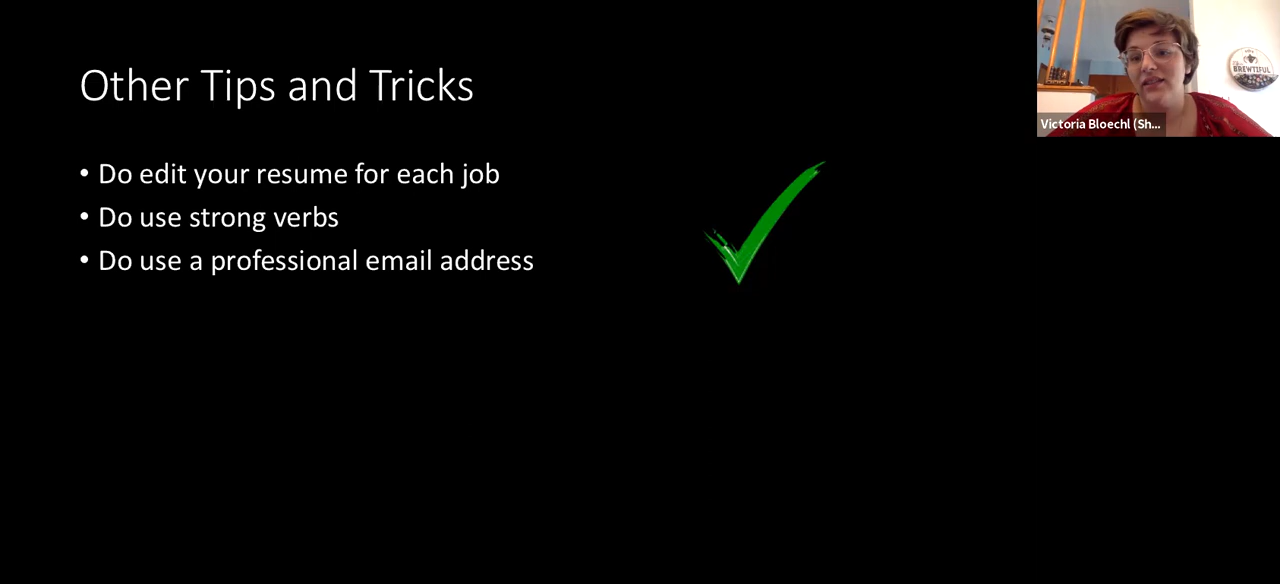 Other Tips and Tricks
• Do edit your resume for each job
• Do use strong verbs
• Do use a professional email address
BREWTIFUL
Victoria Bloechl (Sh...